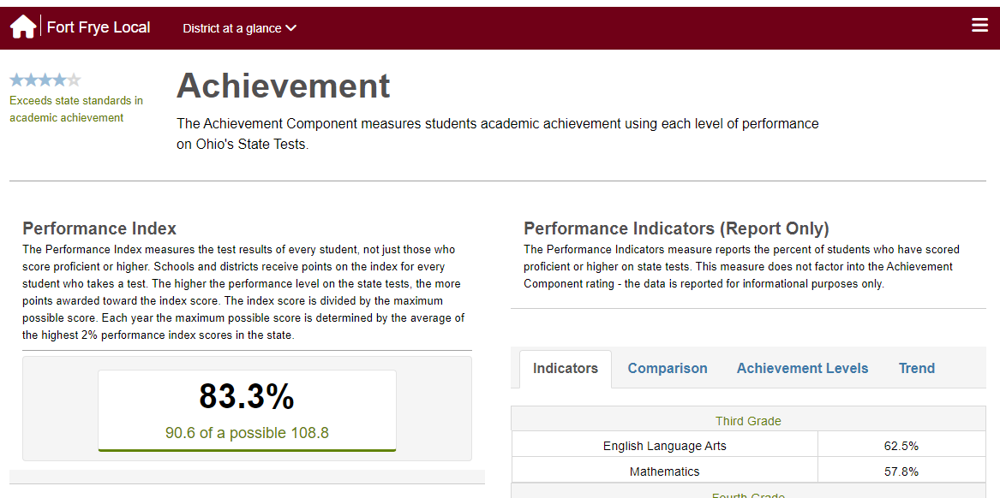 Fort Frye Local
District at a glance
Exceeds state standards in
academic achievement
Achievement
The Achievement Component measures students academic achievement using each level of performance
on Ohio's State Tests.
Performance Index
The Performance Index measures the test results of every student, not just those who
score proficient or higher. Schools and districts receive points on the index for every
student who takes a test. The higher the performance level on the state tests, the more
points awarded toward the index score. The index score is divided by the maximum
possible score. Each year the maximum possible score is determined by the average of
the highest 2% performance index scores in the state.
83.3%
90.6 of a possible 108.8
Performance Indicators (Report Only)
The Performance Indicators measure reports the percent of students who have scored
proficient or higher on state tests. This measure does not factor into the Achievement
Component rating - the data is reported for informational purposes only.
Indicators Comparison Achievement Levels Trend
Third Grade
English Language Arts 62.5%
Mathematics 57.8%
Fourth Grade